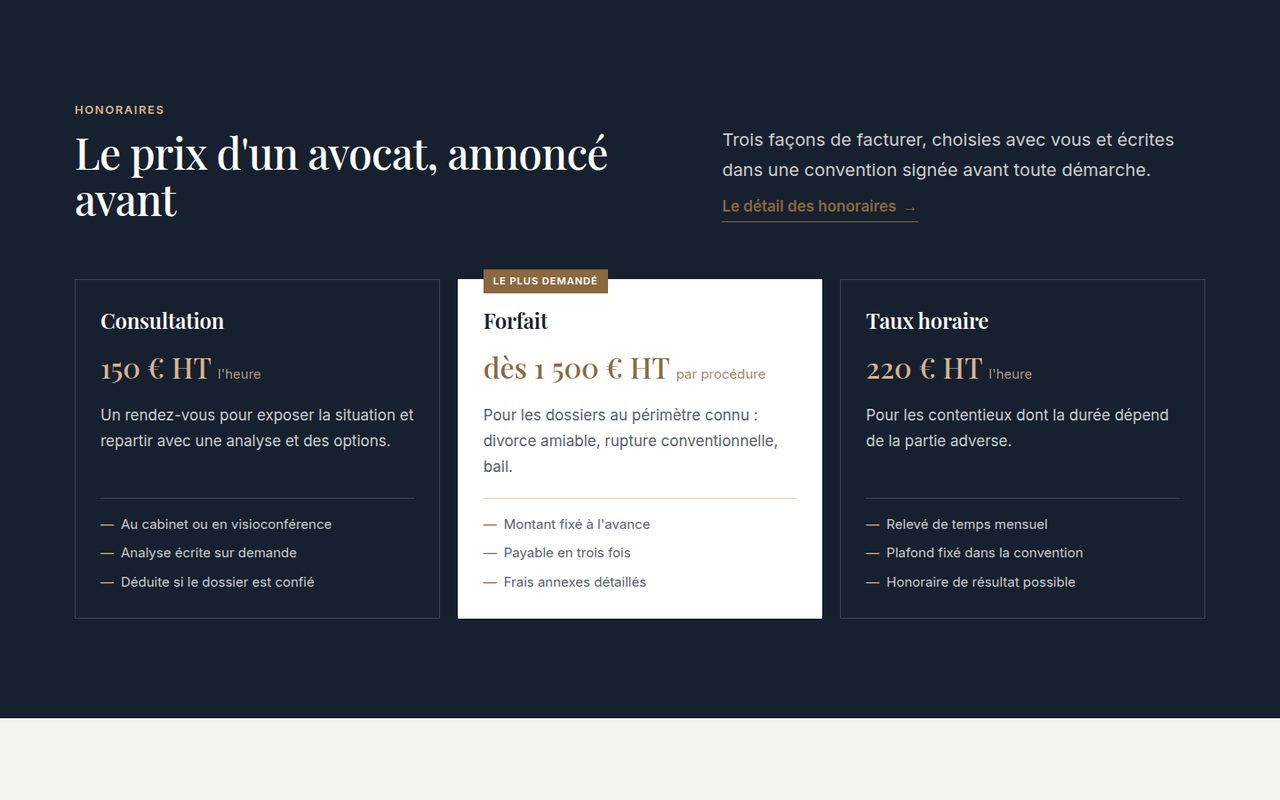 HONORAIRES
Le prix d'un avocat, annoncé
avant
Trois façons de facturer, choisies avec vous et écrites
dans une convention signée avant toute démarche.
Le détail des honoraires →
Consultation
150 € HT l'heure
Un rendez-vous pour exposer la situation et
repartir avec une analyse et des options.
— Au cabinet ou en visioconférence
— Analyse écrite sur demande
— Déduite si le dossier est confié
LE PLUS DEMANDÉ
Forfait
dès 1 500 € HT par procédure
Pour les dossiers au périmètre connu :
divorce amiable, rupture conventionnelle,
bail.
— Montant fixé à l'avance
— Payable en trois fois
— Frais annexes détaillés
Taux horaire
220 € HT l'heure
Pour les contentieux dont la durée dépend
de la partie adverse.
— Relevé de temps mensuel
— Plafond fixé dans la convention
— Honoraire de résultat possible